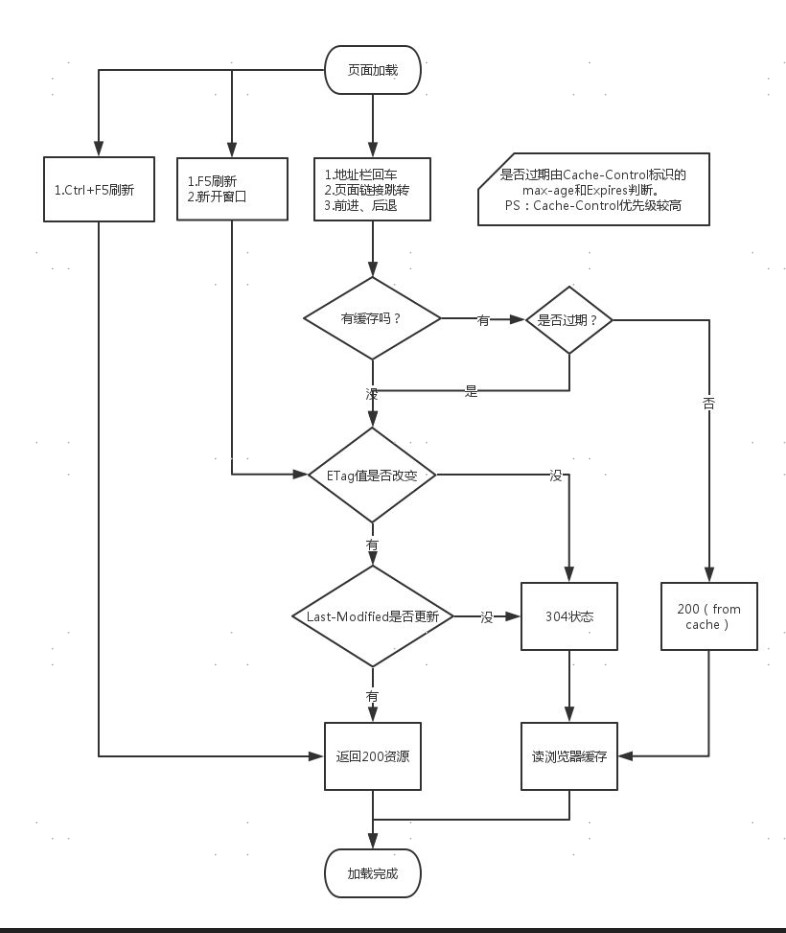 页面加载
1.Ctrl+F5刷新
1.F5刷新
2.新开窗口
1.地址栏回车
2.页面链接跳转
3.前进、后退
是否过期由Cache-Control标识的
max-age和Expires判断。
PS：Cache-Control优先级较高
有缓存吗？
有
是否过期？
没
是
否
ETag值是否改变
没
有
Last-Modified是否更新
没
304状态
200（from
cache）
有
返回200资源
读浏览器缓存
加载完成